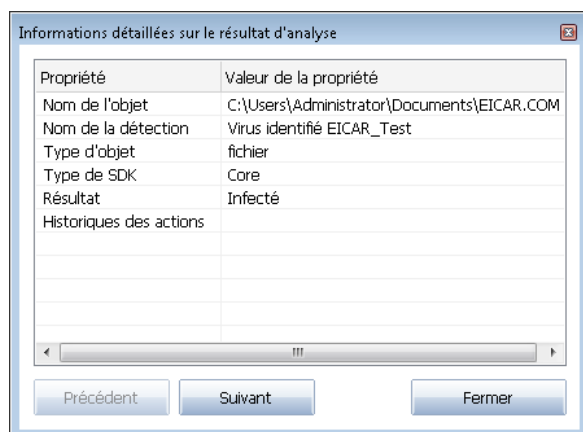 Informations détaillées sur le résultat d'analyse
Propriété Valeur de la propriété
Nom de l'objet C:\Users\Administrator\Documents\EICAR.COM
Nom de la détection Virus identifié EICAR_Test
Type d'objet fichier
Type de SDK Core
Résultat Infecté
Historiques des actions
Précédent Suivant Fermer